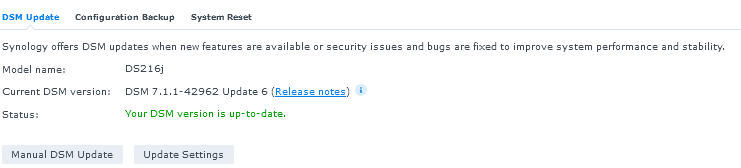 DSM Update Configuration Backup System Reset
Synology offers DSM updates when new features are available or security issues and bugs are fixed to improve system performance and stability.
Model name: DS216j
Current DSM version: DSM 7.1.1-42962 Update 6 (Release notes) i
Status: Your DSM version is up-to-date.
Manual DSM Update Update Settings